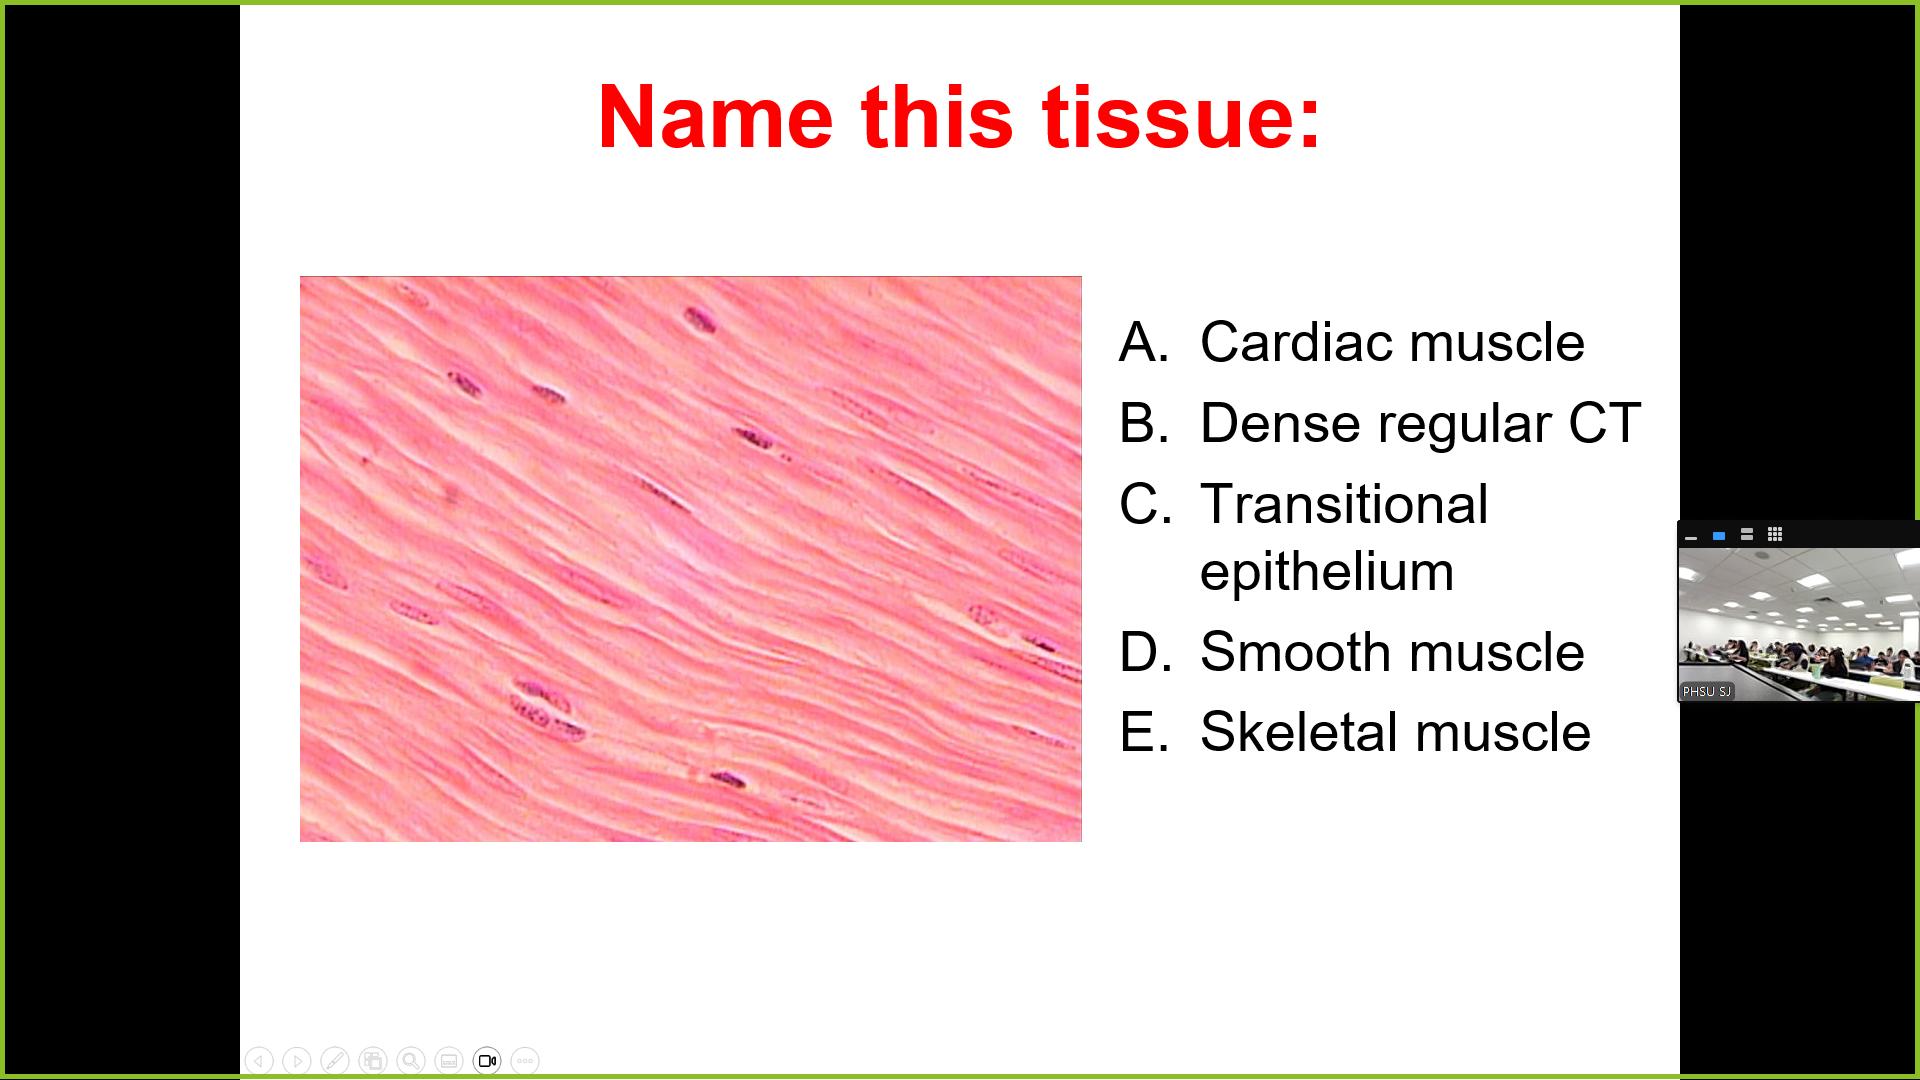 Name this tissue:
A. Cardiac muscle
B. Dense regular CT
C. Transitional
epithelium
D. Smooth muscle
E. Skeletal muscle
PHSU SJ